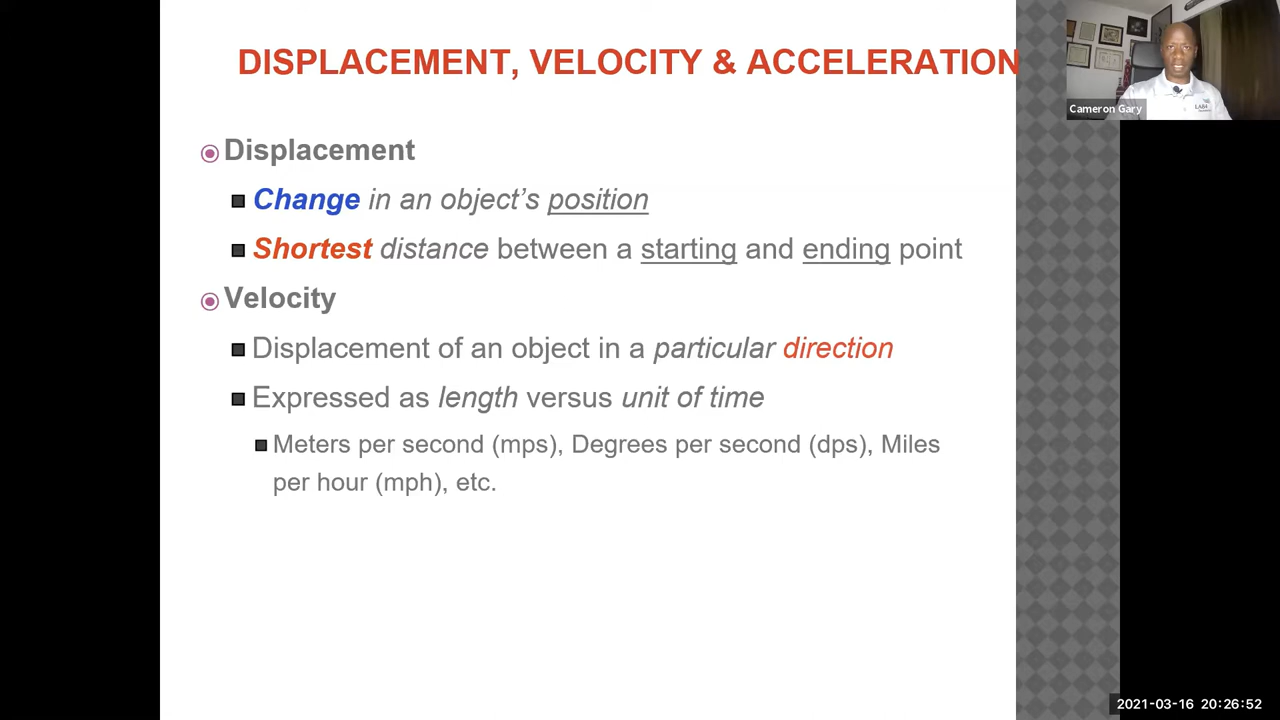 DISPLACEMENT, VELOCITY & ACCELERATION
Cameron Gary
Displacement
Change in an object’s position
Shortest distance between a starting and ending point
Velocity
Displacement of an object in a particular direction
Expressed as length versus unit of time
Meters per second (mps), Degrees per second (dps), Miles
per hour (mph), etc.
2021-03-16 20:26:52